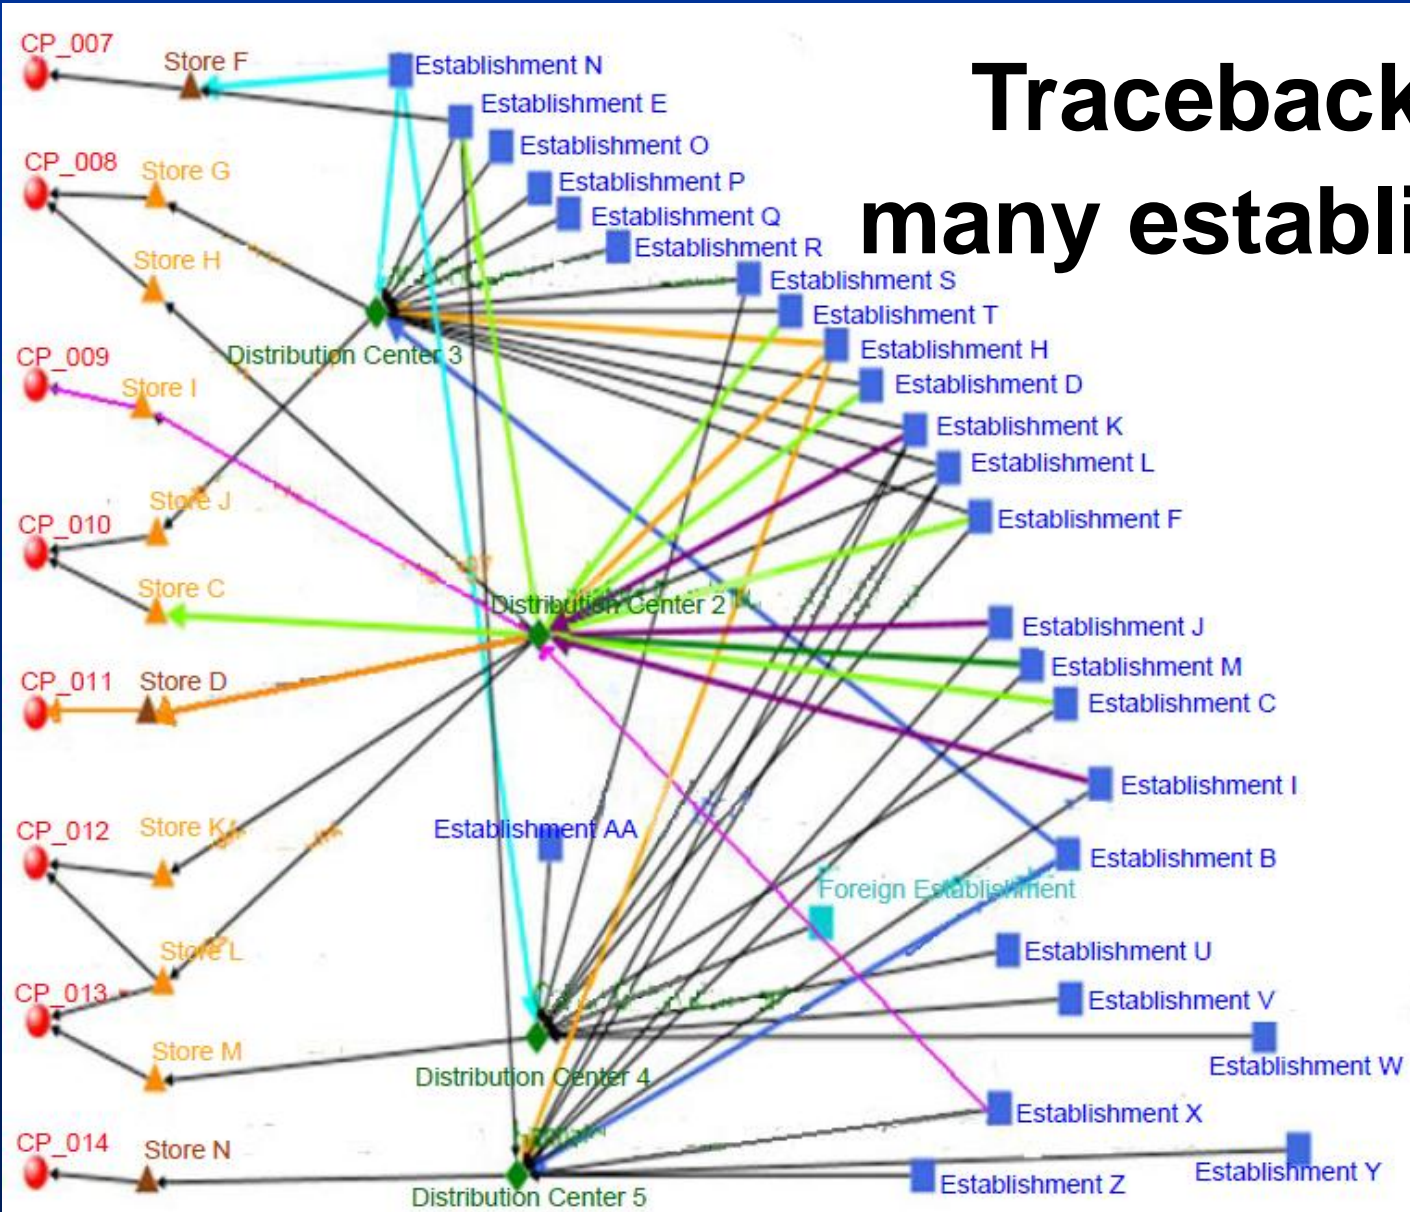 Traceback
many establi
CP_007
Store F
Establishment N
Establishment E
Establishment O
CP_008
Store G
Establishment P
Establishment Q
Establishment R
Store H
Establishment S
Establishment T
CP_009
Distribution Center 3
Establishment H
Store I
Establishment D
Establishment K
Establishment L
CP_010
Store J
Establishment F
Store C
Distribution Center 2
Establishment J
Establishment M
CP_011
Store D
Establishment C
Establishment I
CP_012
Store K
Establishment AA
Establishment B
Foreign Establishment
Store L
Establishment U
CP_013
Establishment V
Store M
Distribution Center 4
Establishment W
Establishment X
CP_014
Store N
Establishment Y
Distribution Center 5
Establishment Z